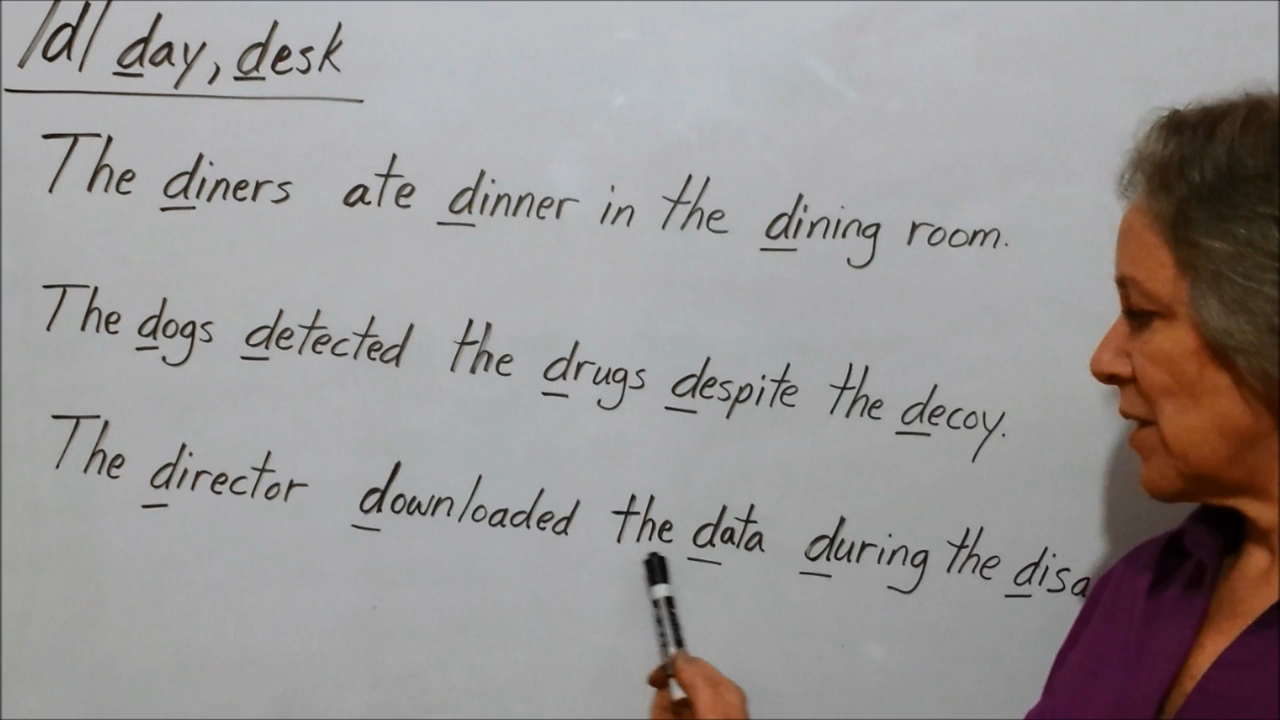 /d/ day, desk
The diners ate dinner in the dining room.
The dogs detected the drugs despite the decoy.
The director downloaded the data during the disa